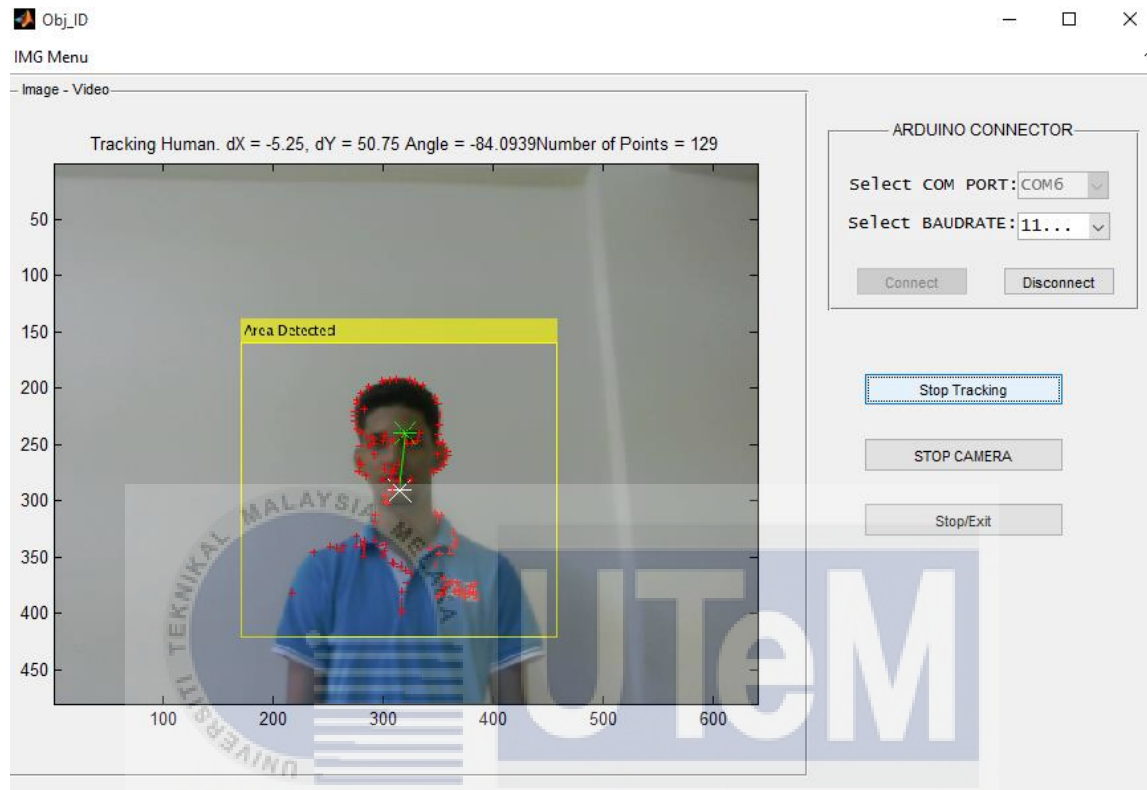 Obj_ID
IMG Menu
Image - Video
Tracking Human. dX = -5.25, dY = 50.75 Angle = -84.0939Number of Points = 129
50
100
150
200
250
300
350
400
450
100
200
300
400
500
600
Area Detected
ARDUINO CONNECTOR
Select COM PORT: COM6
Select BAUDRATE: 11...
Connect
Disconnect
Stop Tracking
STOP CAMERA
Stop/Exit
UNIVERSITI TEKNIKAL MALAYSIA MELAKA
UTeM